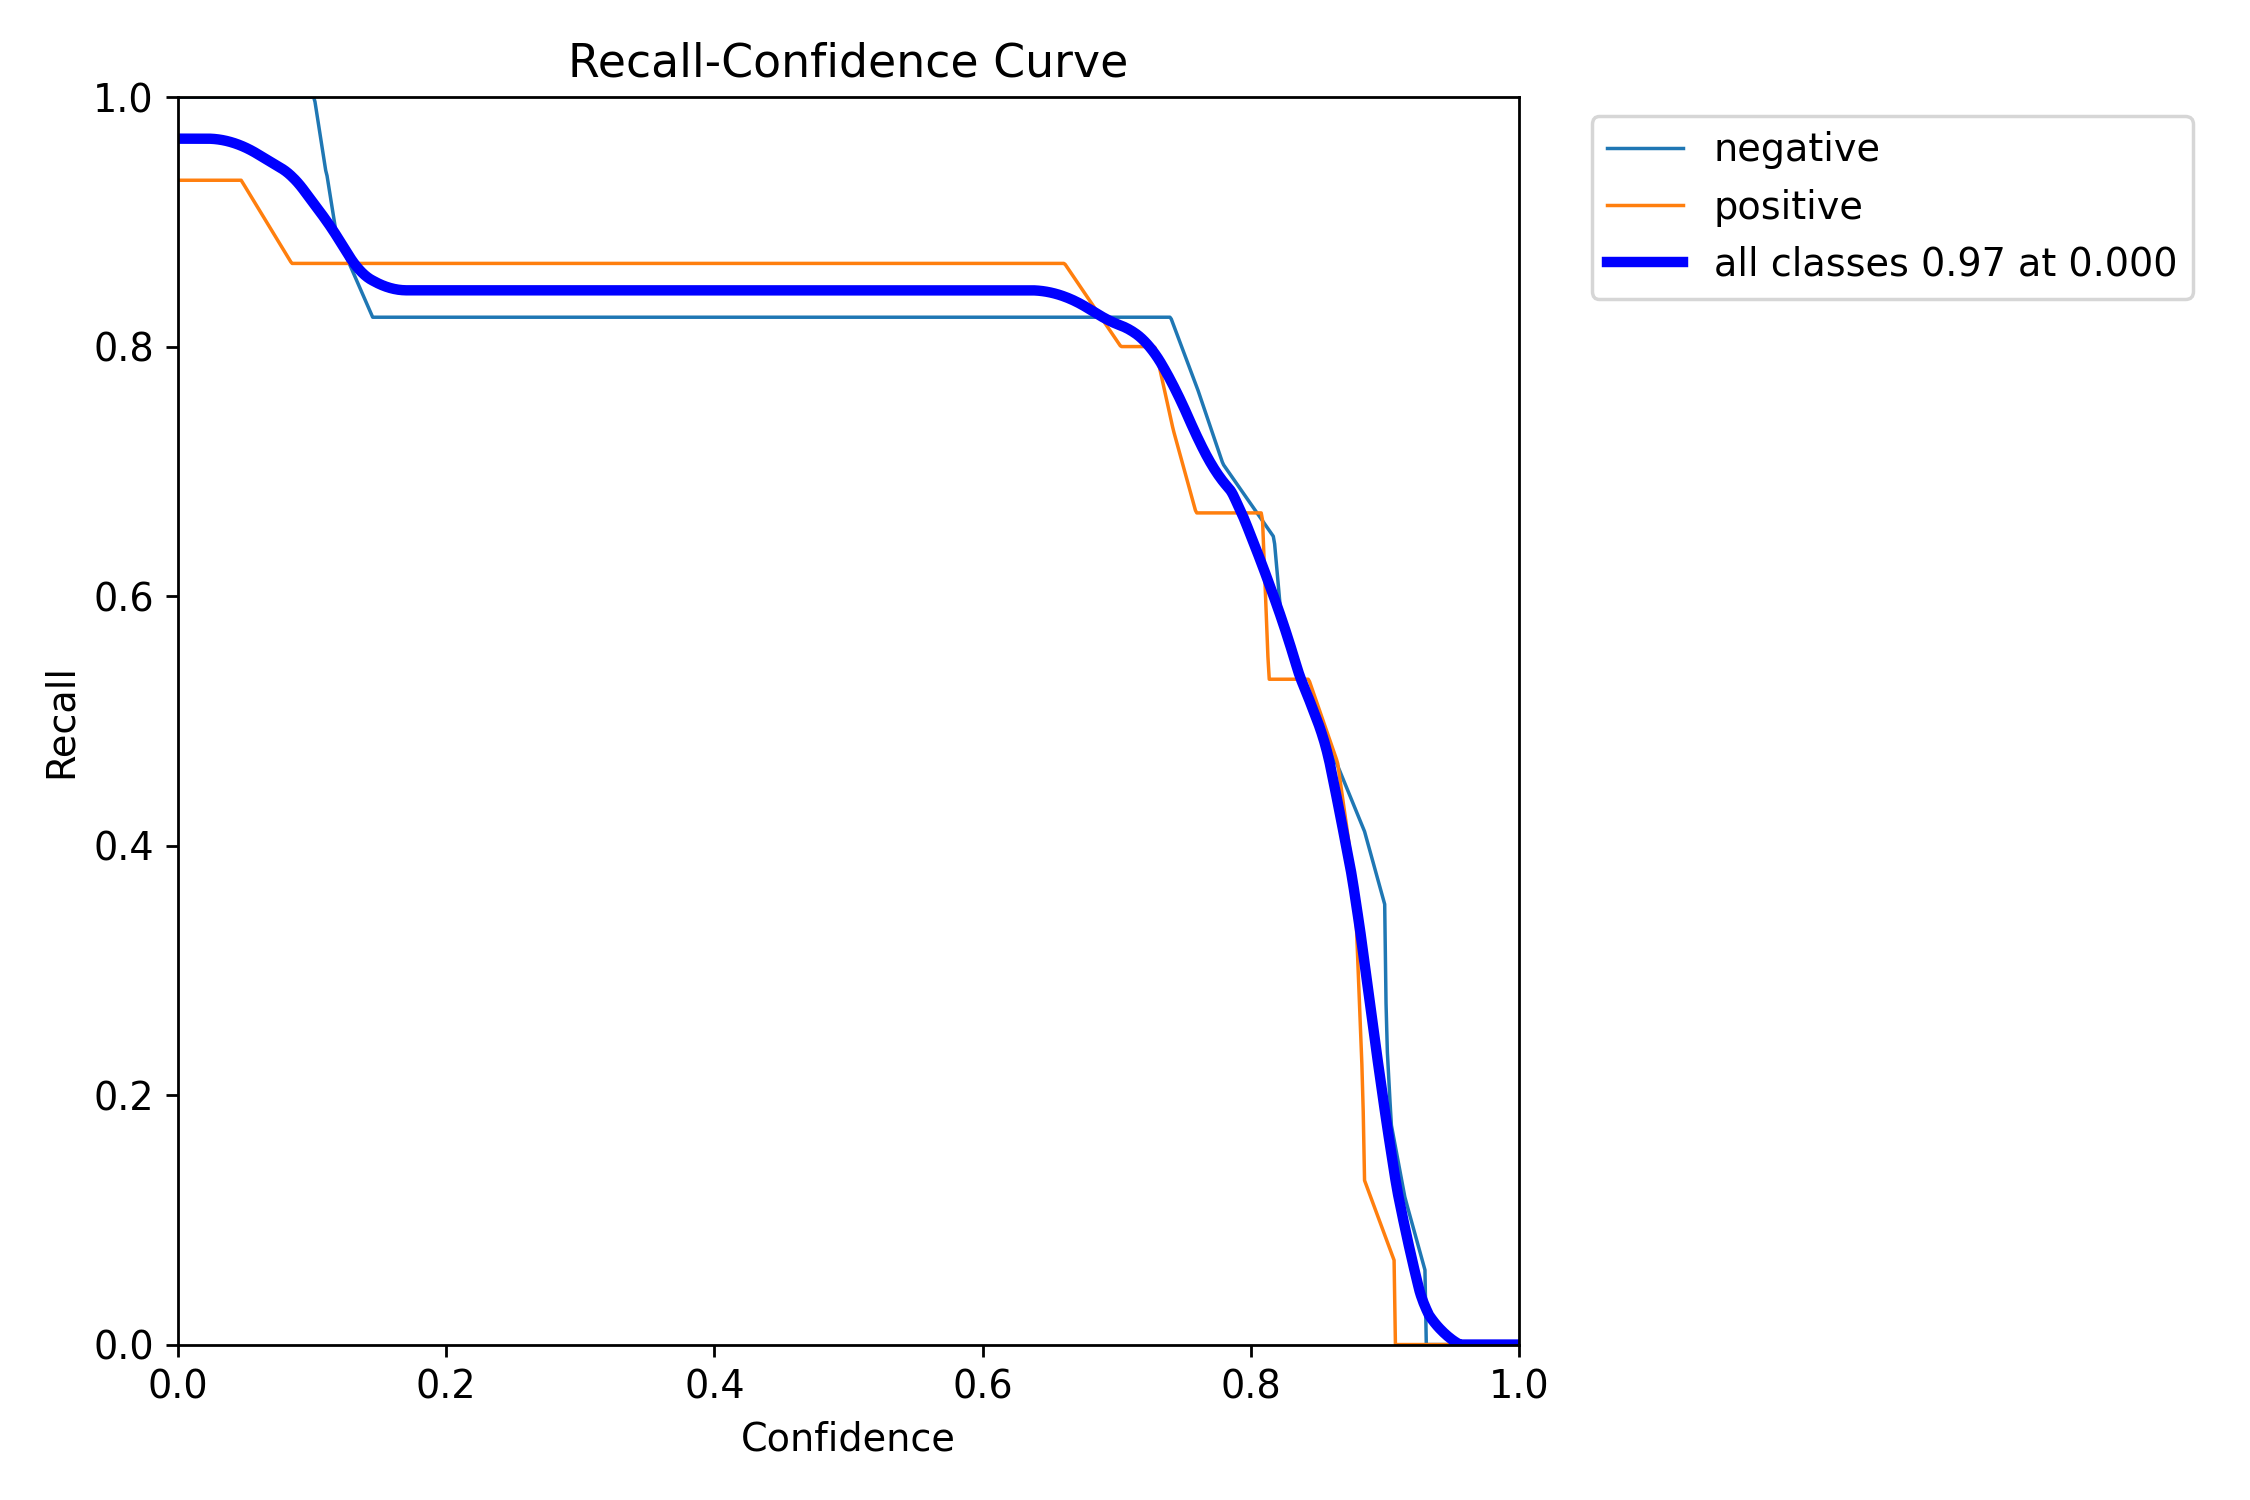 Recall-Confidence Curve
negative
positive
all classes 0.97 at 0.000
1.0
0.8
0.6
0.4
0.2
0.0
Recall
0.0 0.2 0.4 0.6 0.8 1.0
Confidence